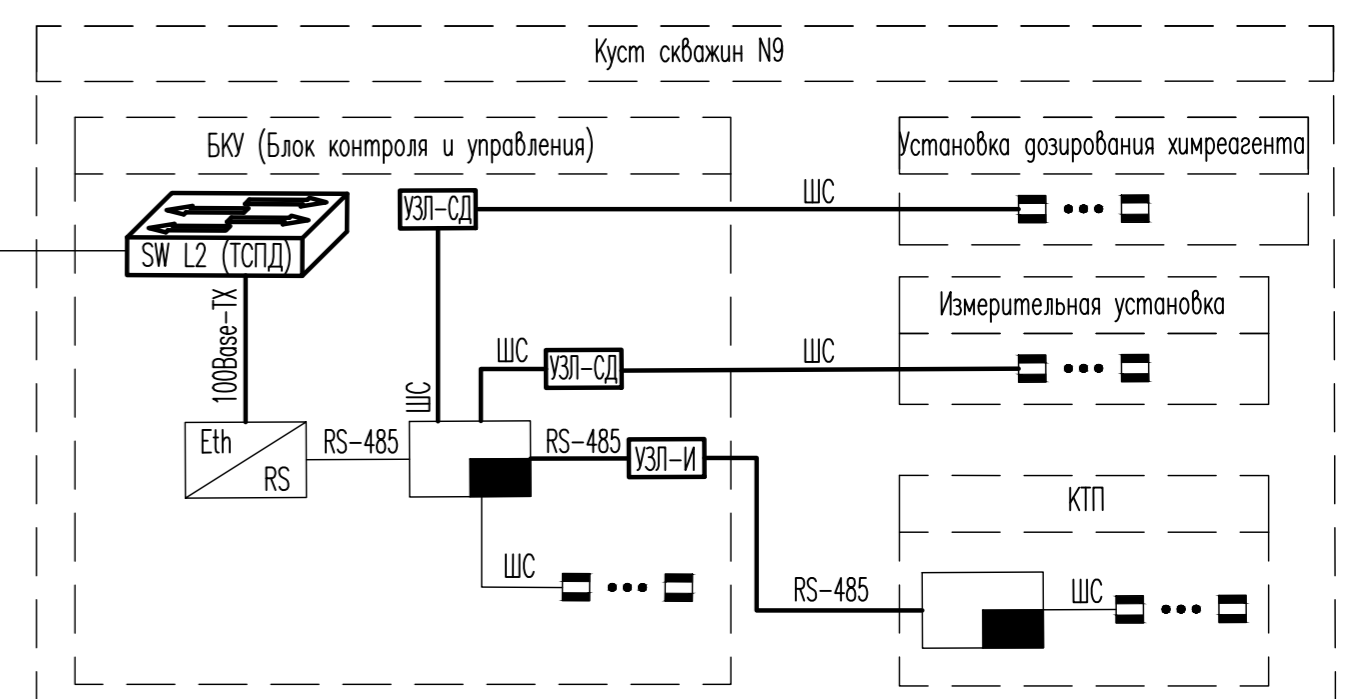 Куст скважин N9
БКУ (Блок контроля и управления)
Установка дозирования химреагента
ШС
УЗЛ-СД
SW L2 (ТСПД)
100Base-TX
Измерительная установка
ШС
ШС
УЗЛ-СД
ШС
Eth
RS
RS-485
RS-485
УЗЛ-И
КТП
ШС
RS-485
ШС